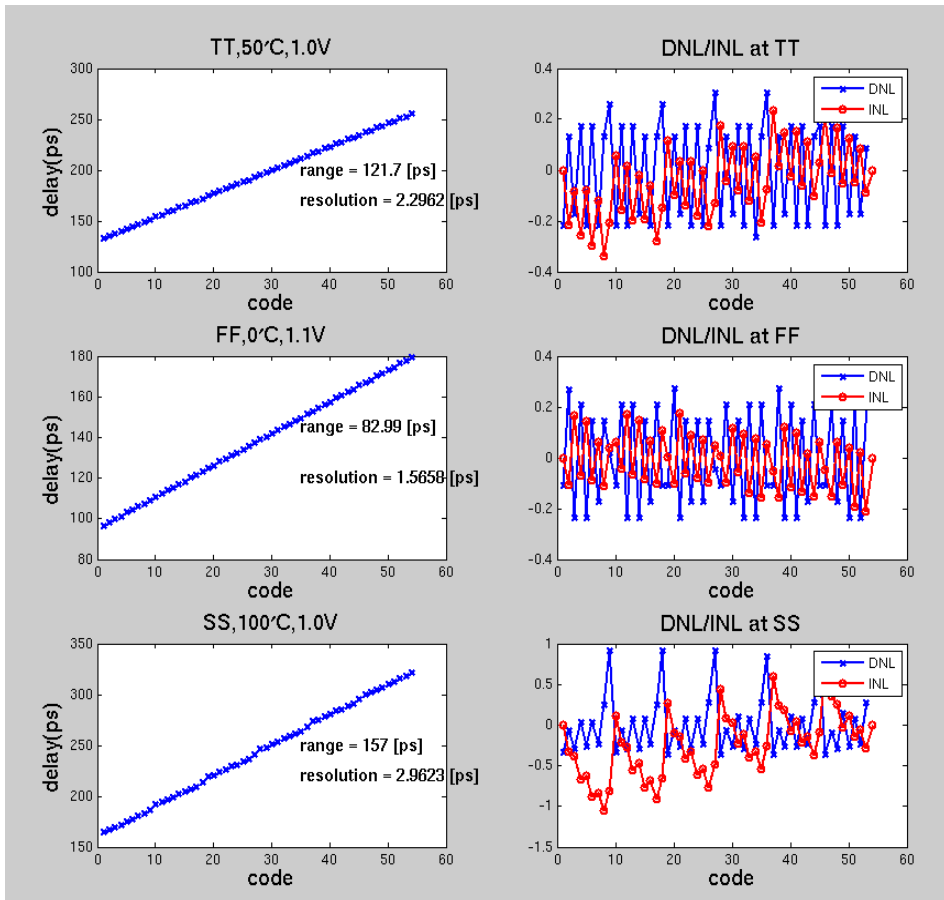 TT,50'C,1.0V
300
250
200
150
100
delay(ps)
range = 121.7 [ps]
resolution = 2.2962 [ps]
0 10 20 30 40 50 60
code
DNL/INL at TT
0.4
0.2
0
-0.2
-0.4
DNL
INL
0 10 20 30 40 50 60
code
FF,0'C,1.1V
180
160
140
120
100
80
delay(ps)
range = 82.99 [ps]
resolution = 1.5658 [ps]
0 10 20 30 40 50 60
code
DNL/INL at FF
0.4
0.2
0
-0.2
-0.4
DNL
INL
0 10 20 30 40 50 60
code
SS,100'C,1.0V
350
300
250
200
150
delay(ps)
range = 157 [ps]
resolution = 2.9623 [ps]
0 10 20 30 40 50 60
code
DNL/INL at SS
1
0.5
0
-0.5
-1
-1.5
DNL
INL
0 10 20 30 40 50 60
code